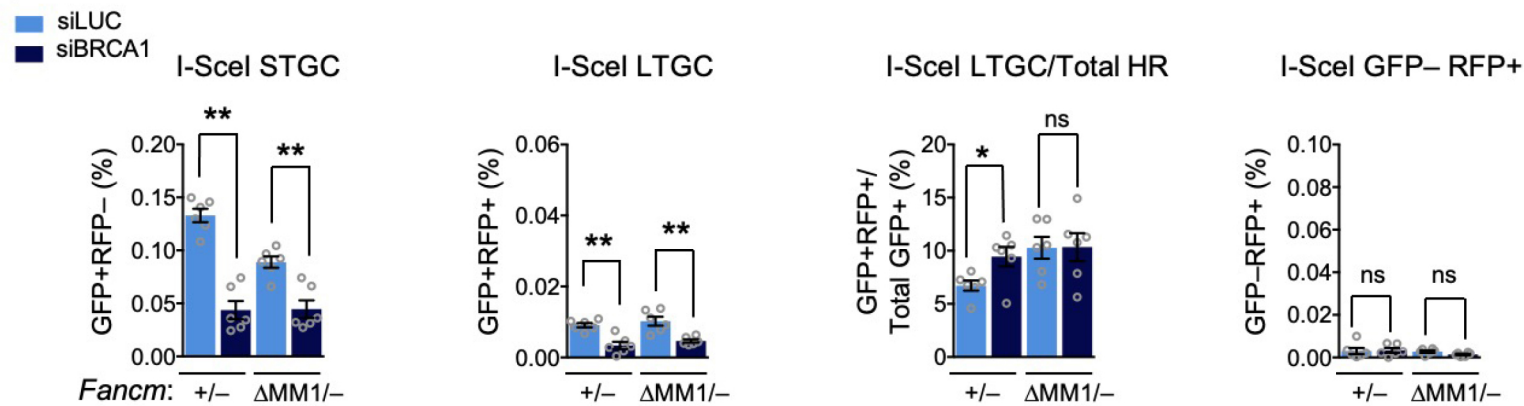 siLUC
siBRCA1
I-SceI STGC
GFP+RFP– (%)
0.20
0.15
0.10
0.05
0.00
**
**
Fancm:
+/–
ΔMM1/–
I-SceI LTGC
GFP+RFP+ (%)
0.06
0.04
0.02
0.00
**
**
+/–
ΔMM1/–
I-SceI LTGC/Total HR
GFP+RFP+/
Total GFP+ (%)
20
15
10
5
0
*
ns
+/–
ΔMM1/–
I-SceI GFP– RFP+
GFP–RFP+ (%)
0.10
0.08
0.06
0.04
0.02
0.00
ns
ns
+/–
ΔMM1/–